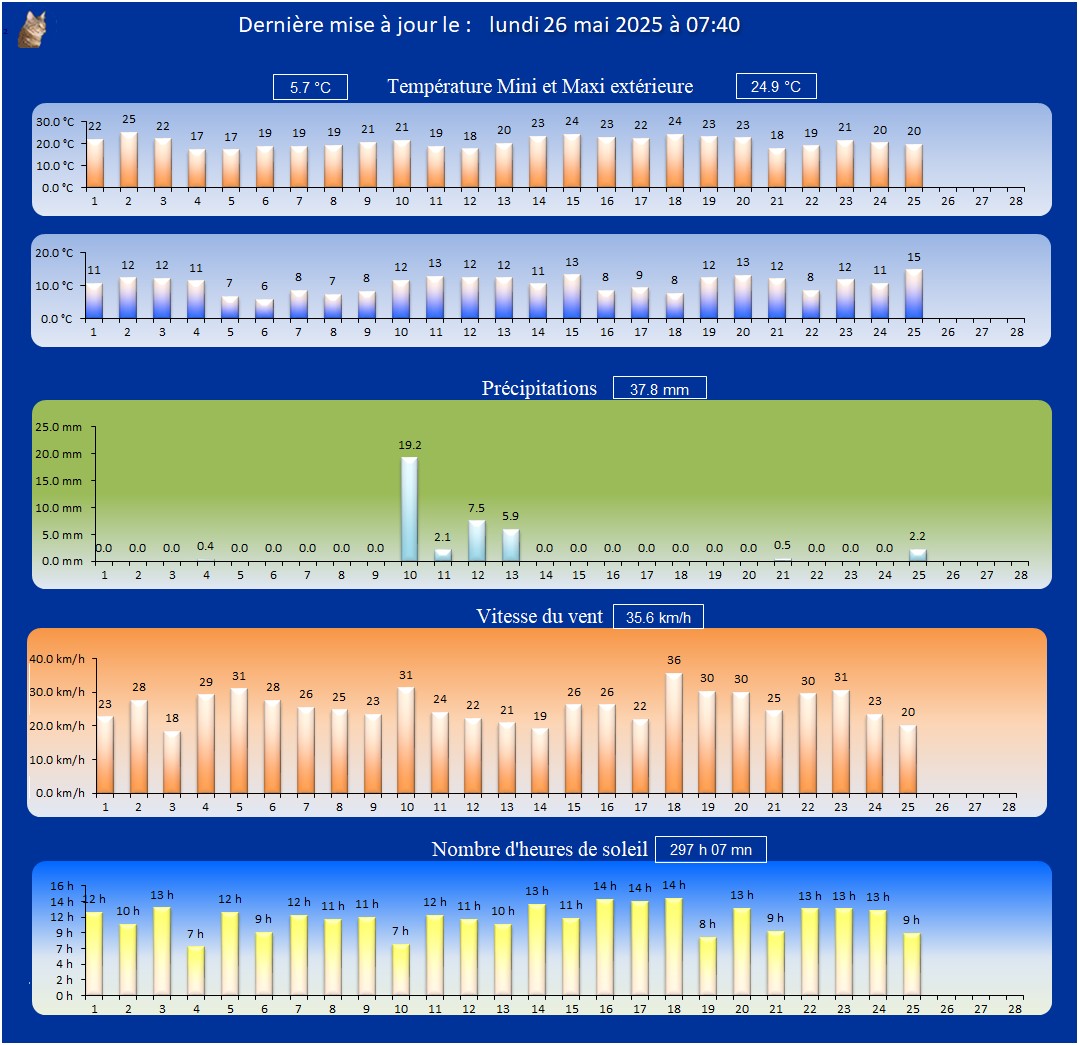 Dernière mise à jour le : lundi 26 mai 2025 à 07:40
5.7 °C Température Mini et Maxi extérieure 24.9 °C
30.0 °C
20.0 °C
10.0 °C
0.0 °C
22 25 22 17 17 19 19 19 21 21 19 18 20 23 24 23 22 24 23 23 18 19 21 20 20
1 2 3 4 5 6 7 8 9 10 11 12 13 14 15 16 17 18 19 20 21 22 23 24 25 26 27 28
20.0 °C
10.0 °C
0.0 °C
11 12 12 11 7 6 8 7 8 12 13 12 12 11 13 8 9 8 12 13 12 8 12 11 15
1 2 3 4 5 6 7 8 9 10 11 12 13 14 15 16 17 18 19 20 21 22 23 24 25 26 27 28
Précipitations 37.8 mm
25.0 mm
20.0 mm
15.0 mm
10.0 mm
5.0 mm
0.0 mm
0.0 0.0 0.0 0.4 0.0 0.0 0.0 0.0 0.0 19.2 2.1 7.5 5.9 0.0 0.0 0.0 0.0 0.0 0.0 0.0 0.5 0.0 0.0 0.0 2.2
1 2 3 4 5 6 7 8 9 10 11 12 13 14 15 16 17 18 19 20 21 22 23 24 25 26 27 28
Vitesse du vent 35.6 km/h
40.0 km/h
30.0 km/h
20.0 km/h
10.0 km/h
0.0 km/h
23 28 18 29 31 28 26 25 23 31 24 22 21 19 26 26 22 36 30 30 25 30 31 23 20
1 2 3 4 5 6 7 8 9 10 11 12 13 14 15 16 17 18 19 20 21 22 23 24 25 26 27 28
Nombre d'heures de soleil 297 h 07 mn
16 h
14 h
12 h
9 h
7 h
4 h
2 h
0 h
12 h 10 h 13 h 7 h 12 h 9 h 12 h 11 h 11 h 7 h 12 h 11 h 10 h 13 h 11 h 14 h 14 h 14 h 8 h 13 h 9 h 13 h 13 h 13 h 9 h
1 2 3 4 5 6 7 8 9 10 11 12 13 14 15 16 17 18 19 20 21 22 23 24 25 26 27 28